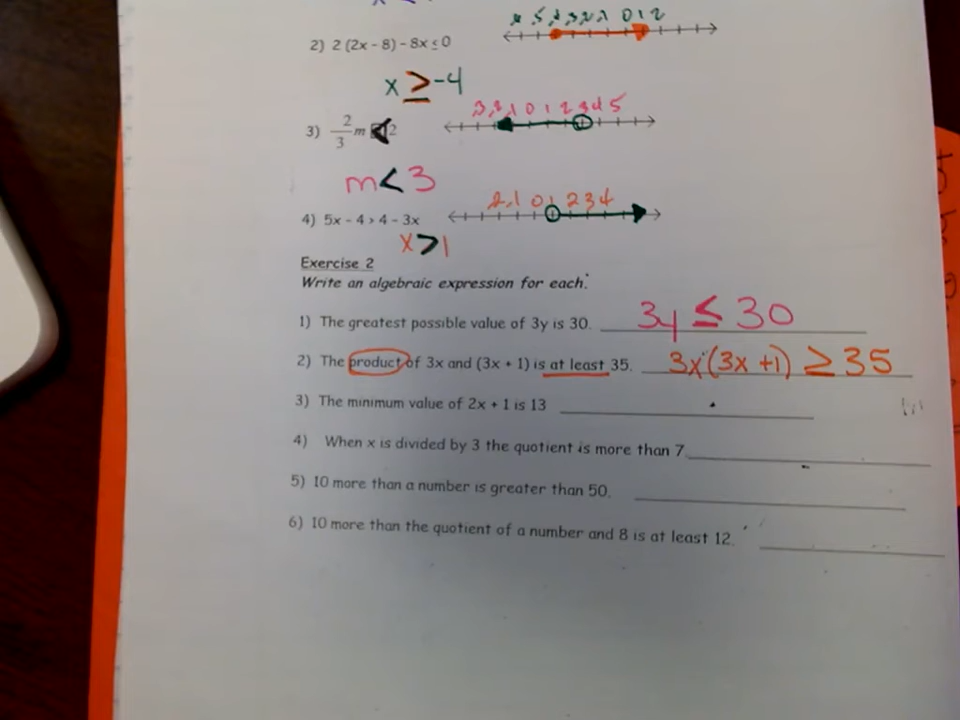 2) 2 (2x - 8) - 8x ≤ 0
x ≥ -4
3) 2/3 m < 2
-3 -2 -1 0 1 2 3 4 5
m < 3
-2 -1 0 1 2 3 4
4) 5x - 4 > 4 - 3x
x > 1
Exercise 2
Write an algebraic expression for each.
1) The greatest possible value of 3y is 30. 3y ≤ 30
2) The product of 3x and (3x + 1) is at least 35. 3x(3x + 1) ≥ 35
3) The minimum value of 2x + 1 is 13
4) When x is divided by 3 the quotient is more than 7
5) 10 more than a number is greater than 50.
6) 10 more than the quotient of a number and 8 is at least 12.